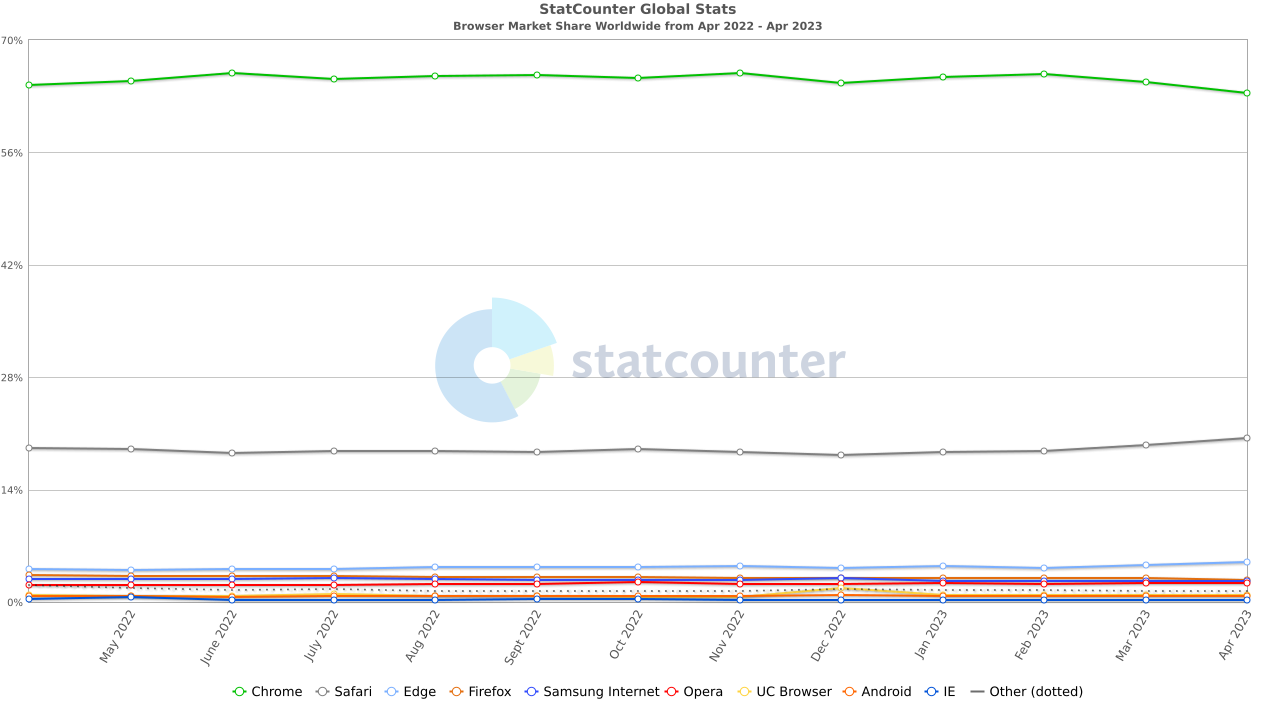 StatCounter Global Stats
Browser Market Share Worldwide from Apr 2022 - Apr 2023
70%
56%
42%
28%
14%
0%
statcounter
May 2022
June 2022
July 2022
Aug 2022
Sept 2022
Oct 2022
Nov 2022
Dec 2022
Jan 2023
Feb 2023
Mar 2023
Apr 2023
Chrome Safari Edge Firefox Samsung Internet Opera UC Browser Android IE Other (dotted)